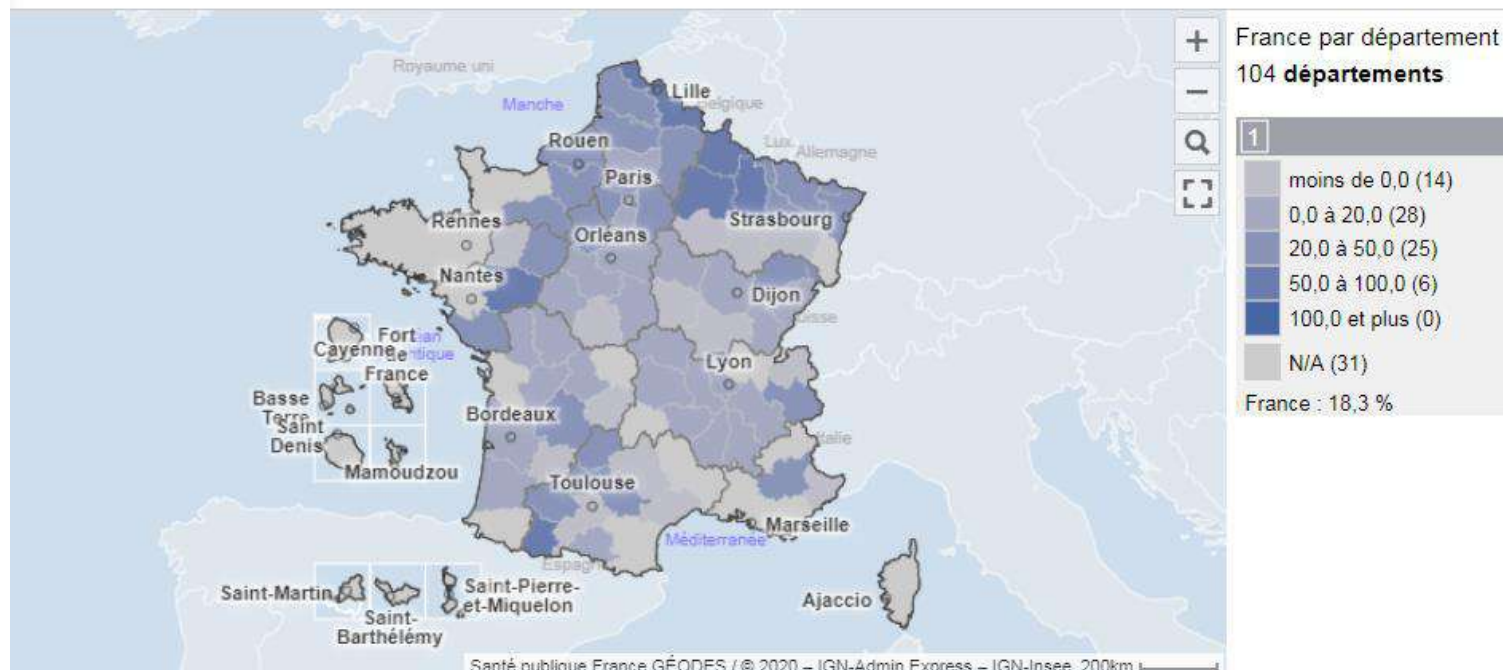 France par département
104 départements
1
moins de 0,0 (14)
0,0 à 20,0 (28)
20,0 à 50,0 (25)
50,0 à 100,0 (6)
100,0 et plus (0)
N/A (31)
France : 18,3 %
+
−
Royaume uni
Manche
Lille
Belgique
Rouen
Lux.
Allemagne
Paris
Rennes
Strasbourg
Orléans
Nantes
Dijon
Fort
Cayenne
de
France
Lyon
Basse
Terre
Bordeaux
Saint
Denis
Italie
Mamoudzou
Toulouse
Marseille
Méditerranée
Saint-Martin
Saint-Pierre-
et-Miquelon
Ajaccio
Saint-
Barthélémy
Santé publique France GÉODES / © 2020 – IGN-Admin Express – IGN-Insee 200km